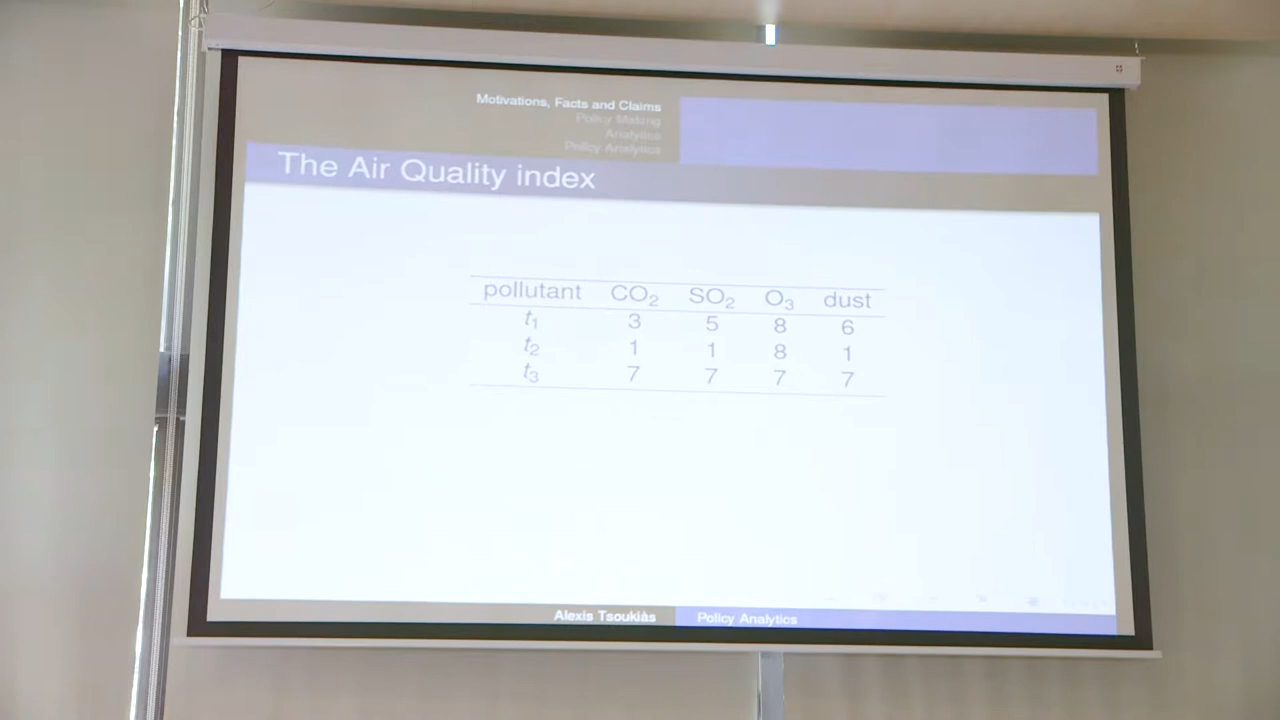 Motivations, Facts and Claims
Policy Making
Analytics
Policy Analytics
The Air Quality index
pollutant CO₂ SO₂ O₃ dust
t₁ 3 5 8 6
t₂ 1 1 8 1
t₃ 7 7 7 7
Alexis Tsoukiàs Policy Analytics